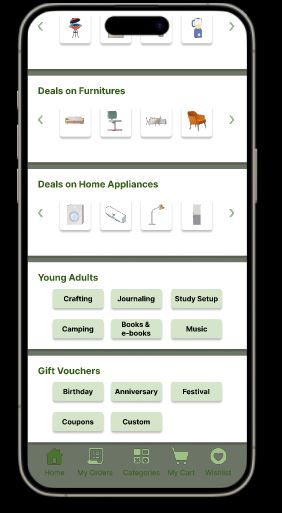 Deals on Furnitures
Deals on Home Appliances
Young Adults
Crafting Journaling Study Setup
Camping Books &
e-books Music
Gift Vouchers
Birthday Anniversary Festival
Coupons Custom
Home My Orders Categories My Cart Wishlist